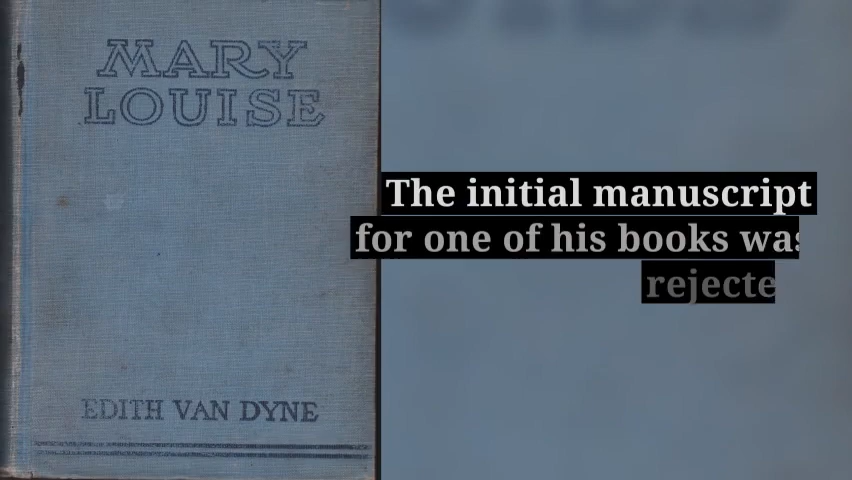 MARY
LOUISE
EDITH VAN DYNE
The initial manuscript
for one of his books was
rejecte